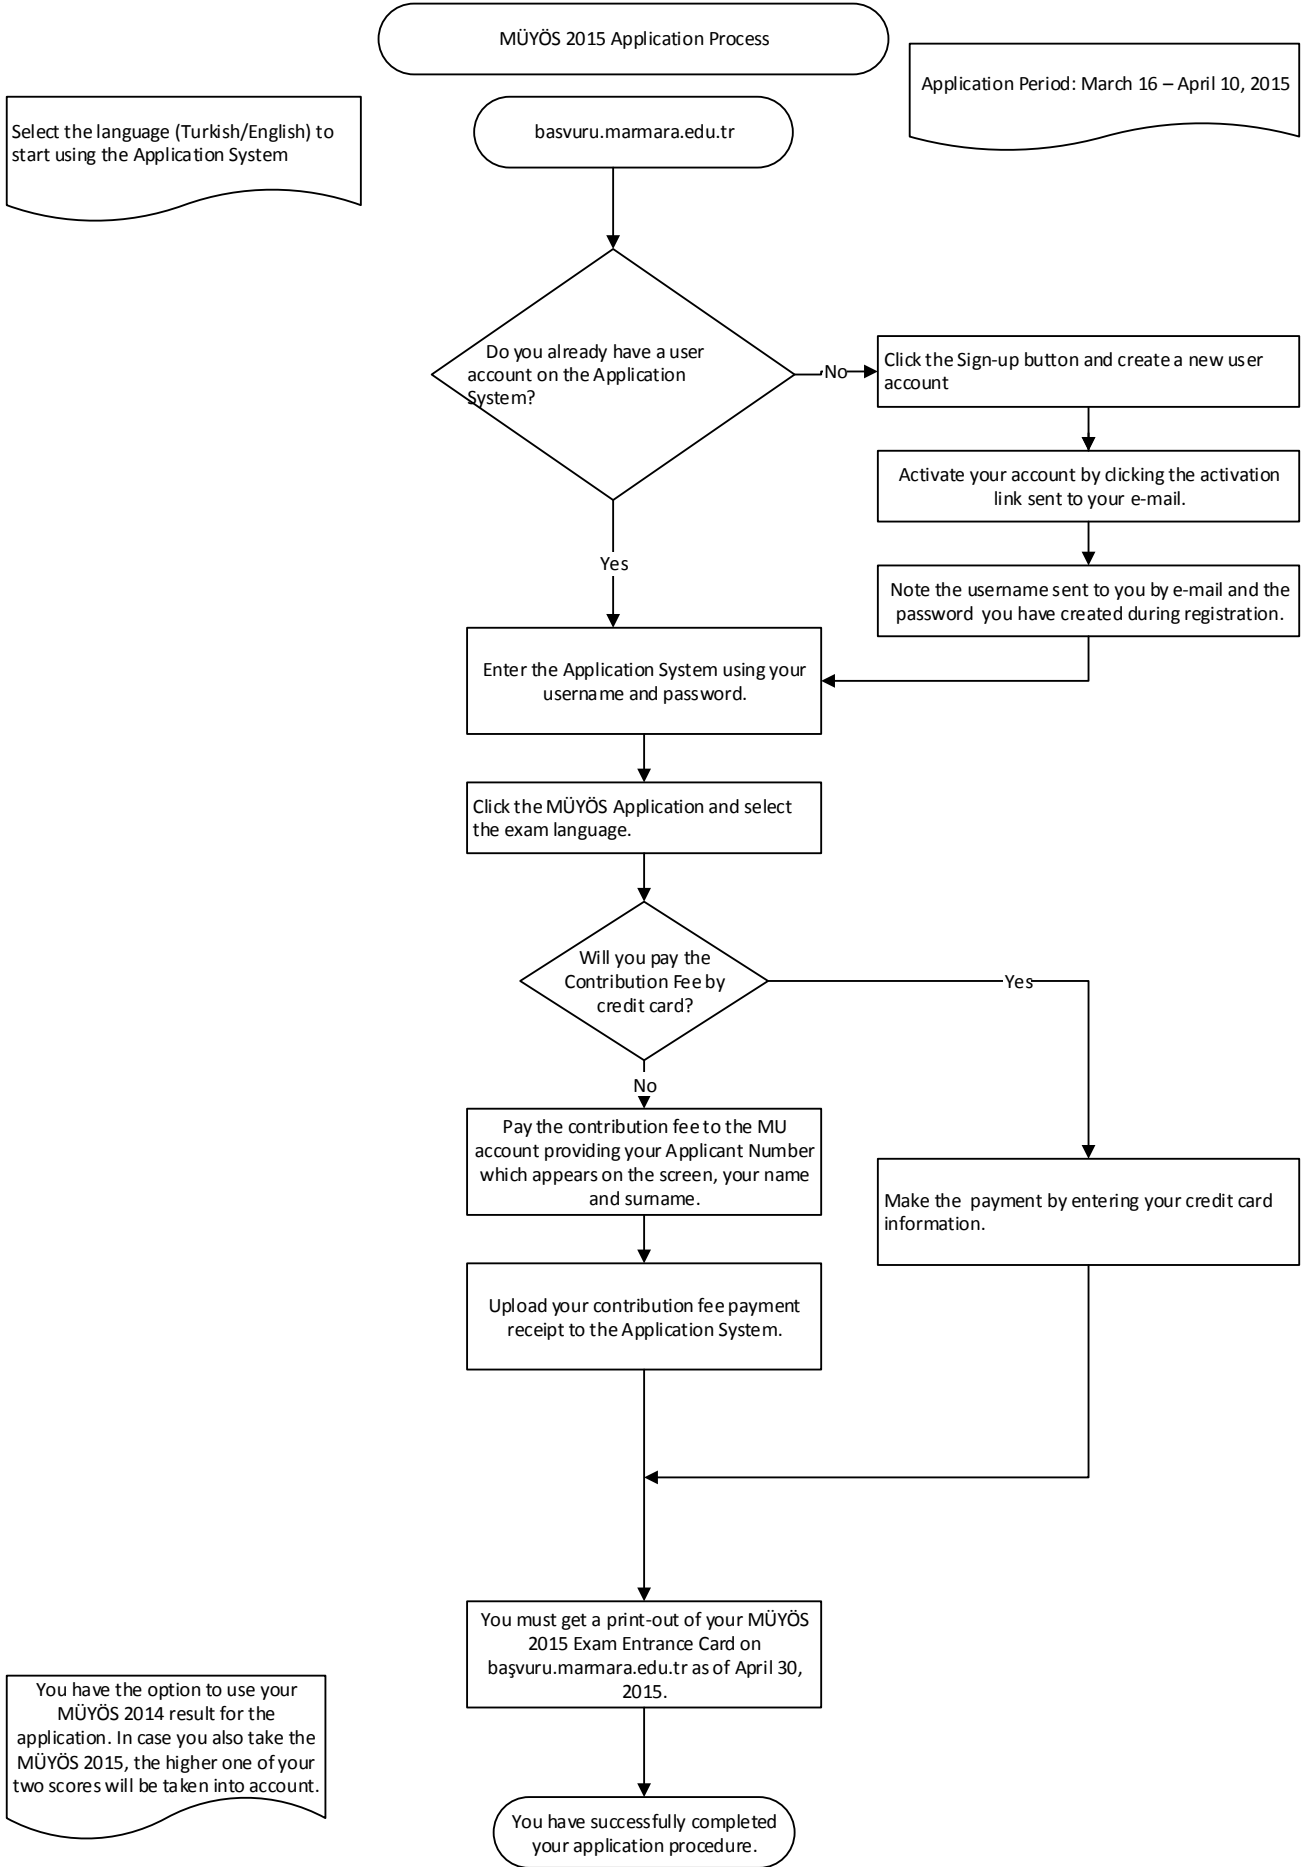 MÜYÖS 2015 Application Process
Application Period: March 16 – April 10, 2015
Select the language (Turkish/English) to
start using the Application System
basvuru.marmara.edu.tr
Do you already have a user
account on the Application
System?
No
Click the Sign-up button and create a new user
account
Activate your account by clicking the activation
link sent to your e-mail.
Yes
Note the username sent to you by e-mail and the
password you have created during registration.
Enter the Application System using your
username and password.
Click the MÜYÖS Application and select
the exam language.
Will you pay the
Contribution Fee by
credit card?
Yes
No
Pay the contribution fee to the MU
account providing your Applicant Number
which appears on the screen, your name
and surname.
Make the payment by entering your credit card
information.
Upload your contribution fee payment
receipt to the Application System.
You must get a print-out of your MÜYÖS
2015 Exam Entrance Card on
başvuru.marmara.edu.tr as of April 30,
2015.
You have the option to use your
MÜYÖS 2014 result for the
application. In case you also take the
MÜYÖS 2015, the higher one of your
two scores will be taken into account.
You have successfully completed
your application procedure.